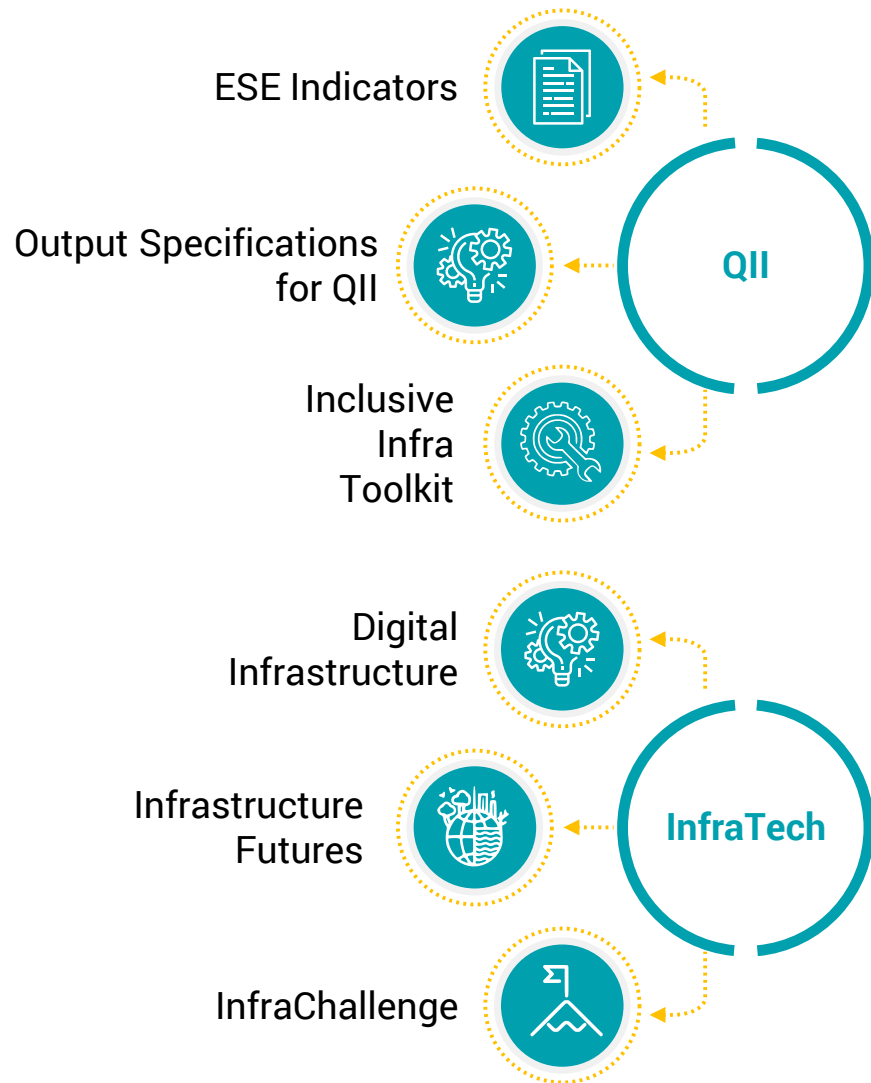 ESE Indicators
Output Specifications
for QII
QII
Inclusive
Infra
Toolkit
Digital
Infrastructure
Infrastructure
Futures
InfraTech
InfraChallenge